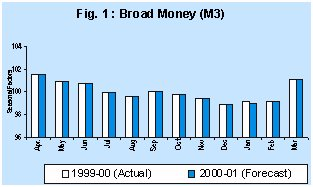 Fig. 1 : Broad Money (M3)
104
102
100
98
96
Seasonal Factors
Apr
May
Jun
Jul
Aug
Sep
Oct
Nov
Dec
Jan
Feb
Mar
1999-00 (Actual)
2000-01 (Forecast)